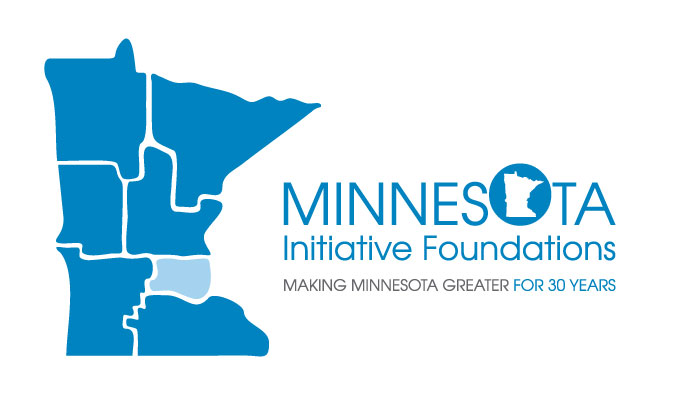 MINNESOTA
Initiative Foundations
MAKING MINNESOTA GREATER FOR 30 YEARS